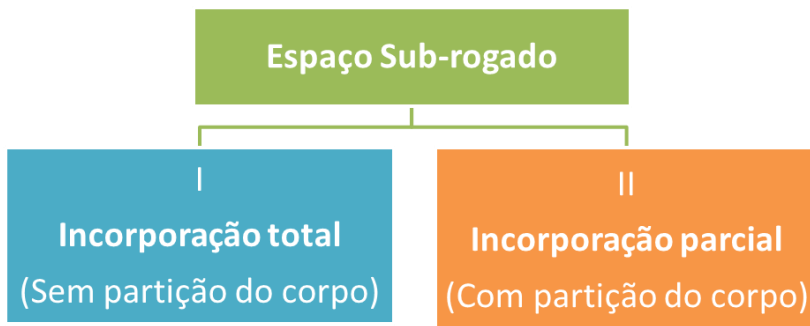 Espaço Sub-rogado
I
Incorporação total
(Sem partição do corpo)
II
Incorporação parcial
(Com partição do corpo)